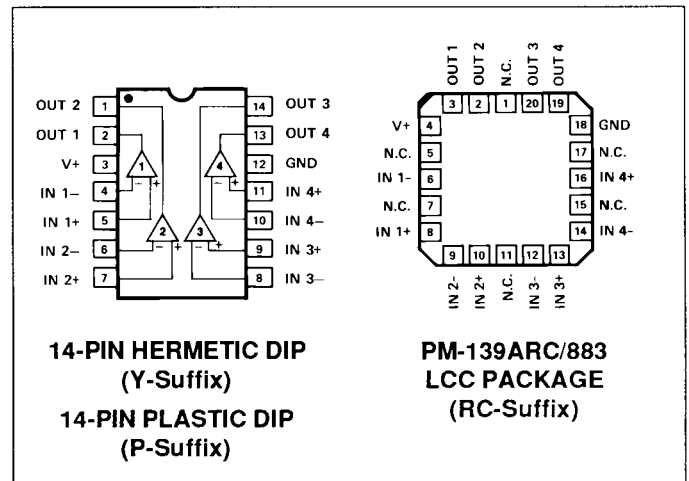 OUT 2 1 14 OUT 3
OUT 1 2 13 OUT 4
V+ 3 12 GND
IN 1– 4 11 IN 4+
IN 1+ 5 10 IN 4–
IN 2– 6 9 IN 3+
IN 2+ 7 8 IN 3–
1 – +
4 – +
2 – +
3 – +
14-PIN HERMETIC DIP
(Y-Suffix)
14-PIN PLASTIC DIP
(P-Suffix)
OUT 1 OUT 2 N.C. OUT 3 OUT 4
3 2 1 20 19
V+ 4 18 GND
N.C. 5 17 N.C.
IN 1- 6 16 IN 4+
N.C. 7 15 N.C.
IN 1+ 8 14 IN 4-
9 10 11 12 13
IN 2- IN 2+ N.C. IN 3- IN 3+
PM-139ARC/883
LCC PACKAGE
(RC-Suffix)